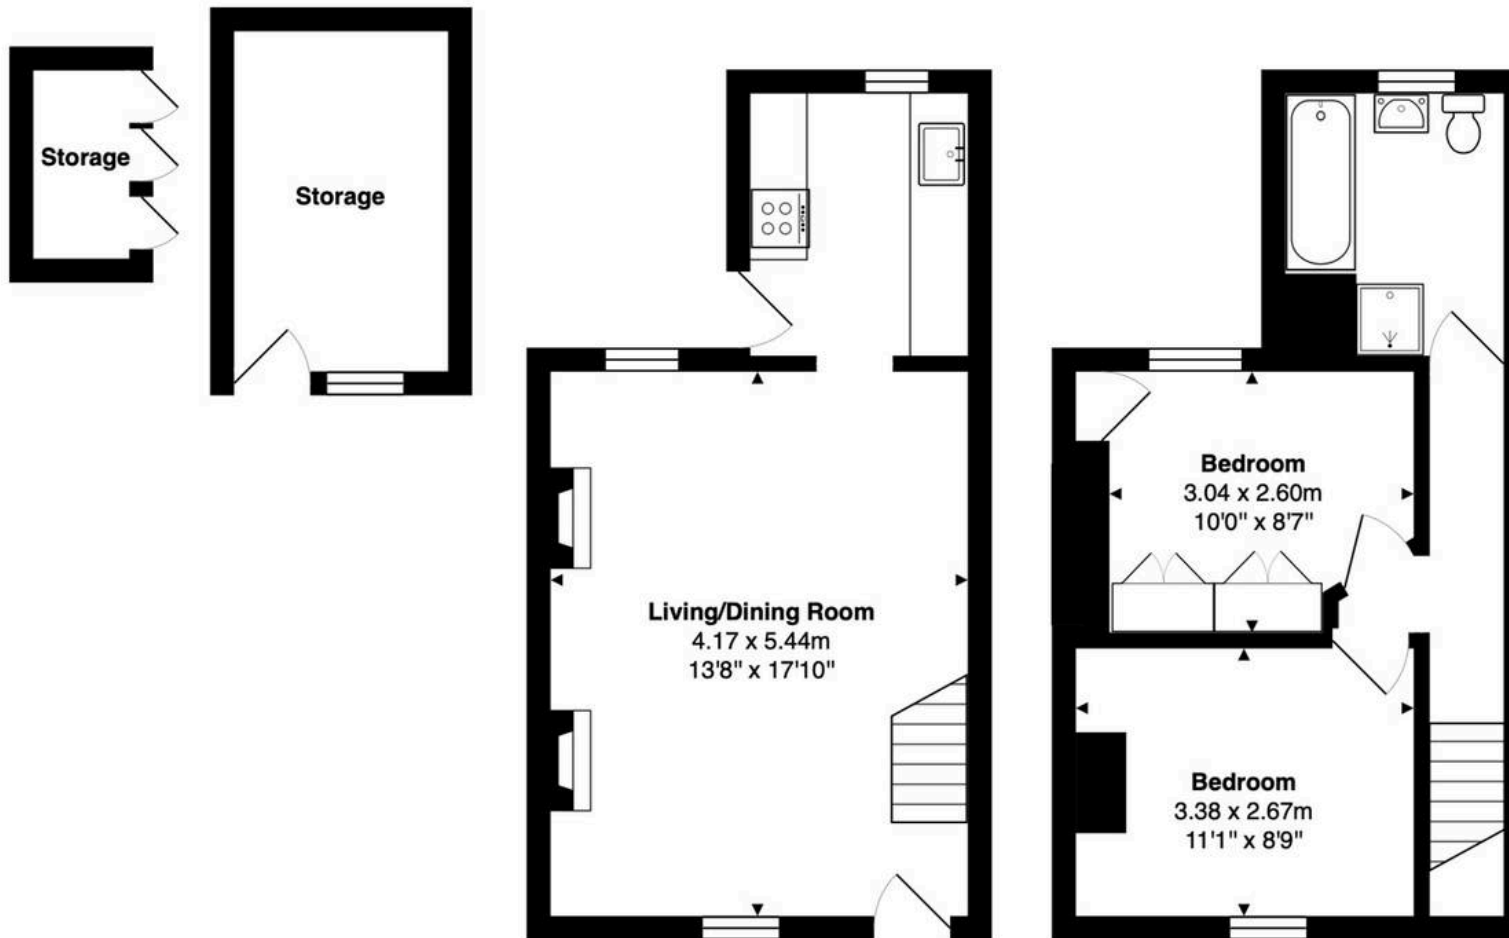 Storage
Storage
Living/Dining Room
4.17 x 5.44m
13'8" x 17'10"
Bedroom
3.04 x 2.60m
10'0" x 8'7"
Bedroom
3.38 x 2.67m
11'1" x 8'9"